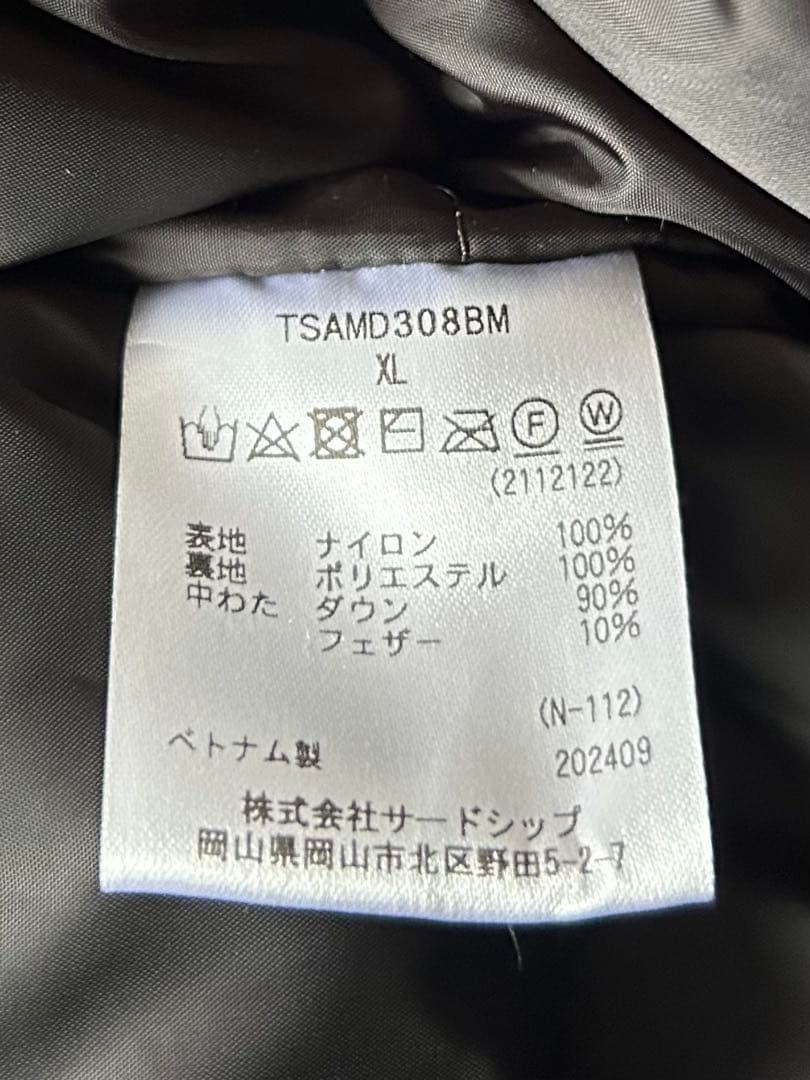 TSAMD308BM
XL
F W
(2112122)
表地 ナイロン 100%
裏地 ポリエステル 100%
中わた ダウン 90%
フェザー 10%
(N-112)
ベトナム製 202409
株式会社サードシップ
岡山県岡山市北区野田5-2-7